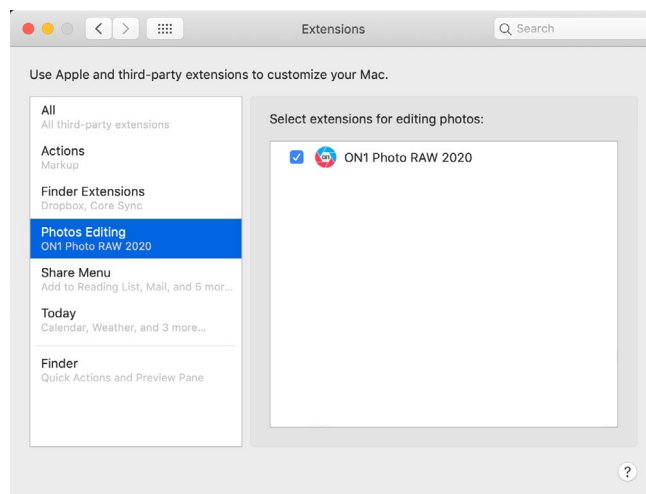 Extensions
Search
Use Apple and third-party extensions to customize your Mac.
All
All third-party extensions
Actions
Markup
Finder Extensions
Dropbox, Core Sync
Photos Editing
ON1 Photo RAW 2020
Share Menu
Add to Reading List, Mail, and 5 mor...
Today
Calendar, Weather, and 3 more...
Finder
Quick Actions and Preview Pane
Select extensions for editing photos:
ON1 Photo RAW 2020
?